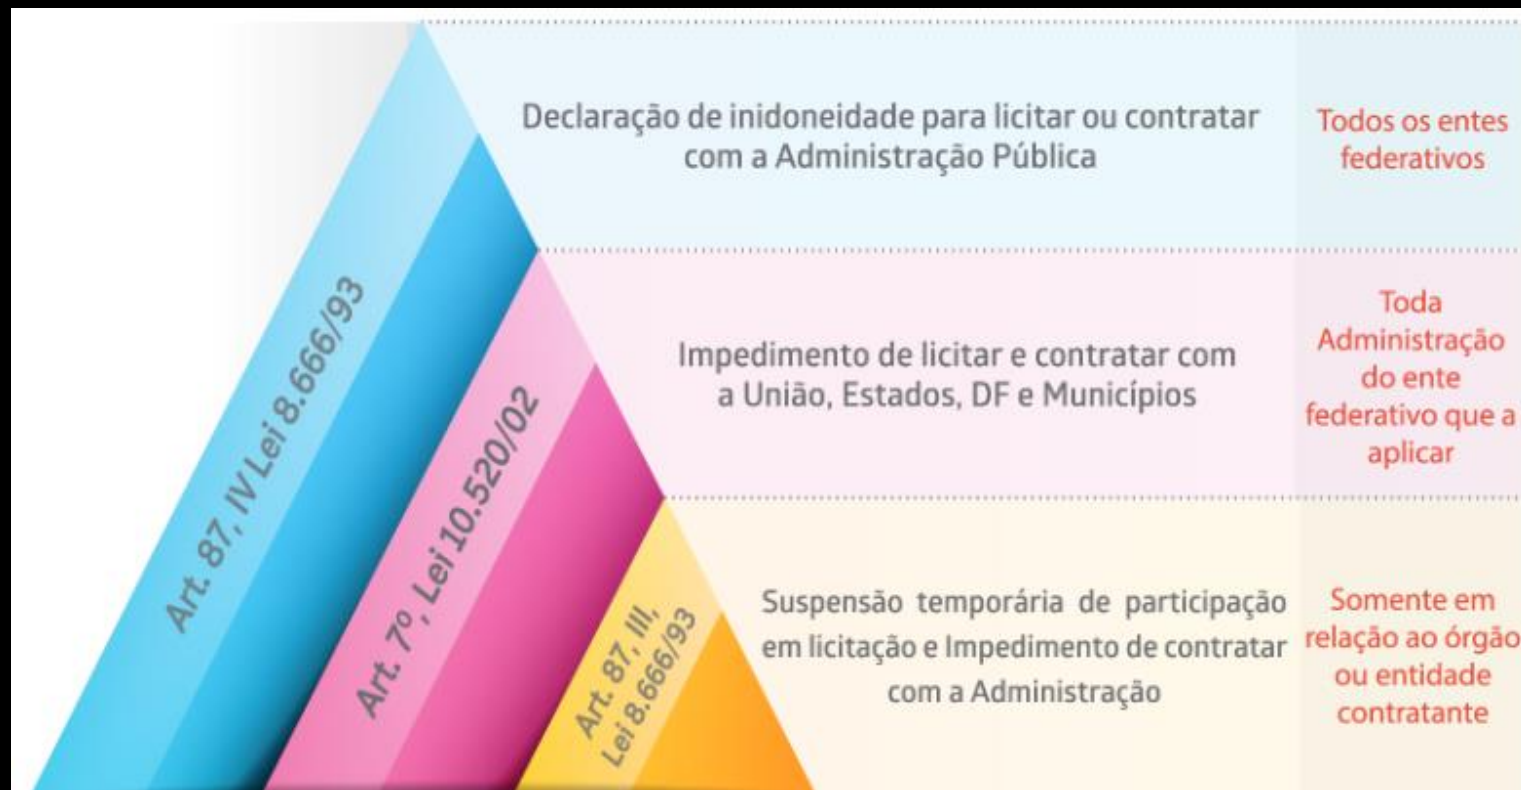 Declaração de inidoneidade para licitar ou contratar
com a Administração Pública
Todos os entes
federativos
Art. 87, IV Lei 8.666/93
Impedimento de licitar e contratar com
a União, Estados, DF e Municípios
Toda
Administração
do ente
federativo que a
aplicar
Art. 7º, Lei 10.520/02
Suspensão temporária de participação
em licitação e Impedimento de contratar
com a Administração
Somente em
relação ao órgão
ou entidade
contratante
Art. 87, III,
Lei 8.666/93